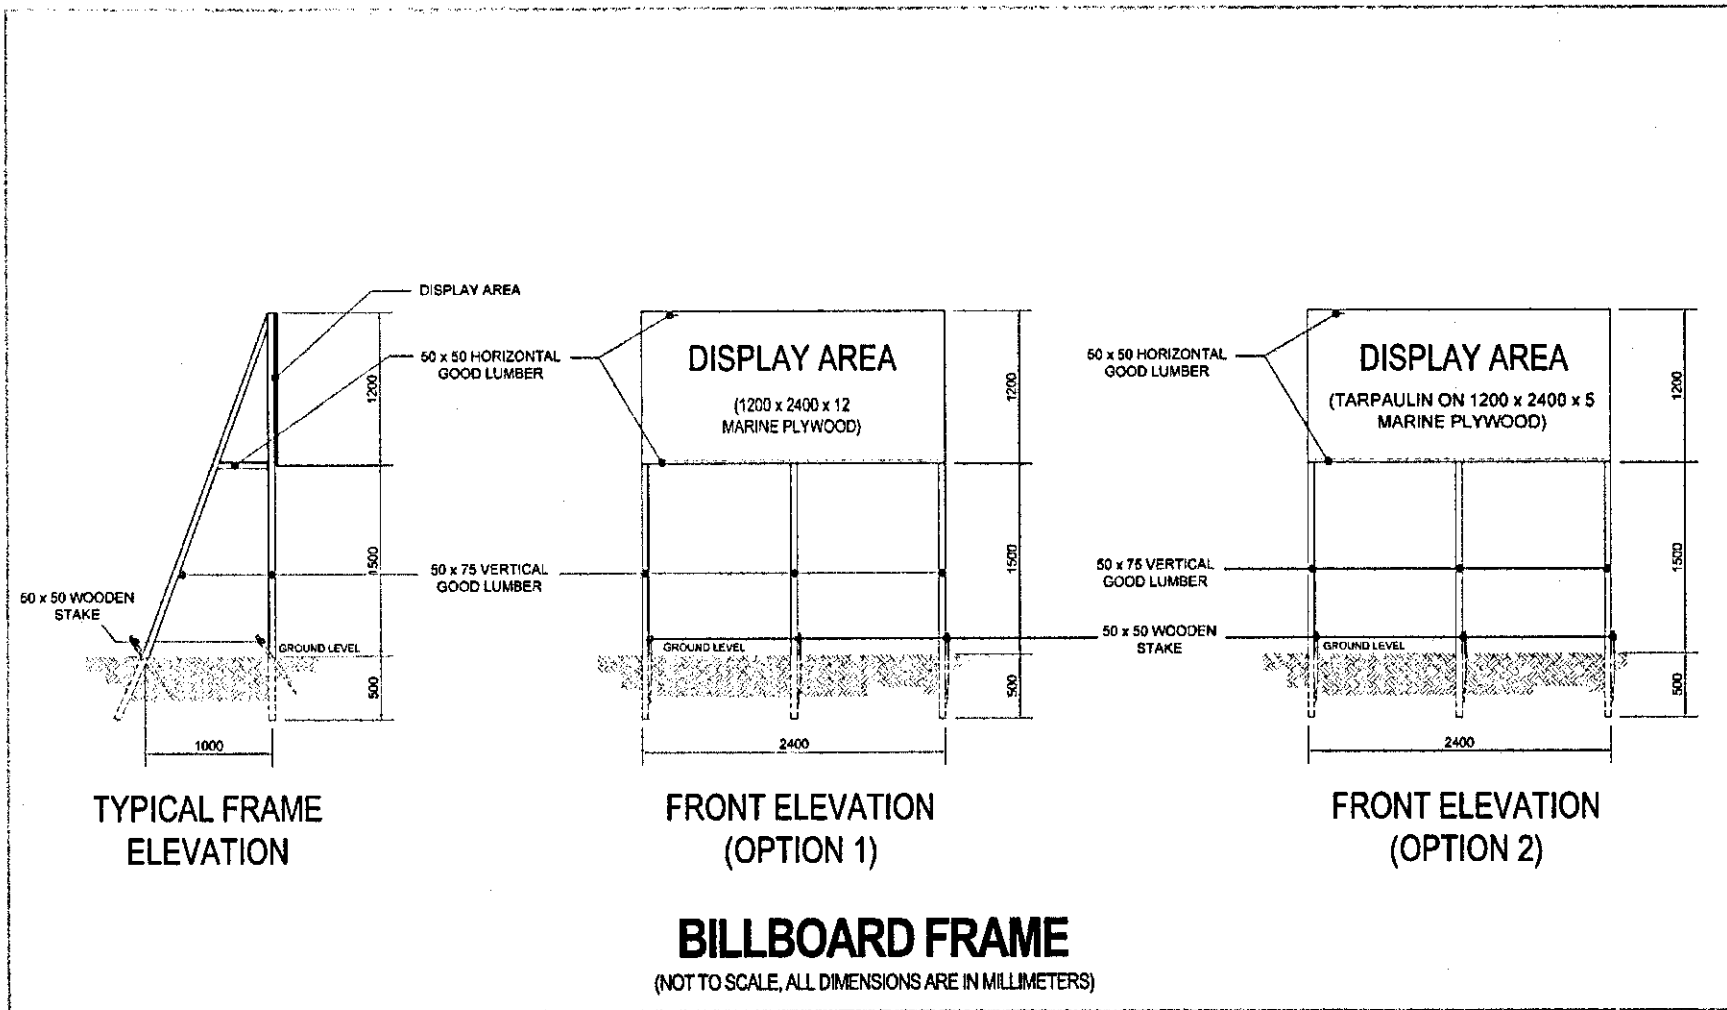 DISPLAY AREA
50 x 50 HORIZONTAL
GOOD LUMBER
50 x 75 VERTICAL
GOOD LUMBER
50 x 50 WOODEN
STAKE
GROUND LEVEL
1200
1500
500
1000
TYPICAL FRAME
ELEVATION
DISPLAY AREA
(1200 x 2400 x 12
MARINE PLYWOOD)
GROUND LEVEL
1200
1500
500
2400
FRONT ELEVATION
(OPTION 1)
50 x 50 HORIZONTAL
GOOD LUMBER
50 x 75 VERTICAL
GOOD LUMBER
50 x 50 WOODEN
STAKE
DISPLAY AREA
(TARPAULIN ON 1200 x 2400 x 5
MARINE PLYWOOD)
GROUND LEVEL
1200
1500
500
2400
FRONT ELEVATION
(OPTION 2)
BILLBOARD FRAME
(NOT TO SCALE, ALL DIMENSIONS ARE IN MILLIMETERS)